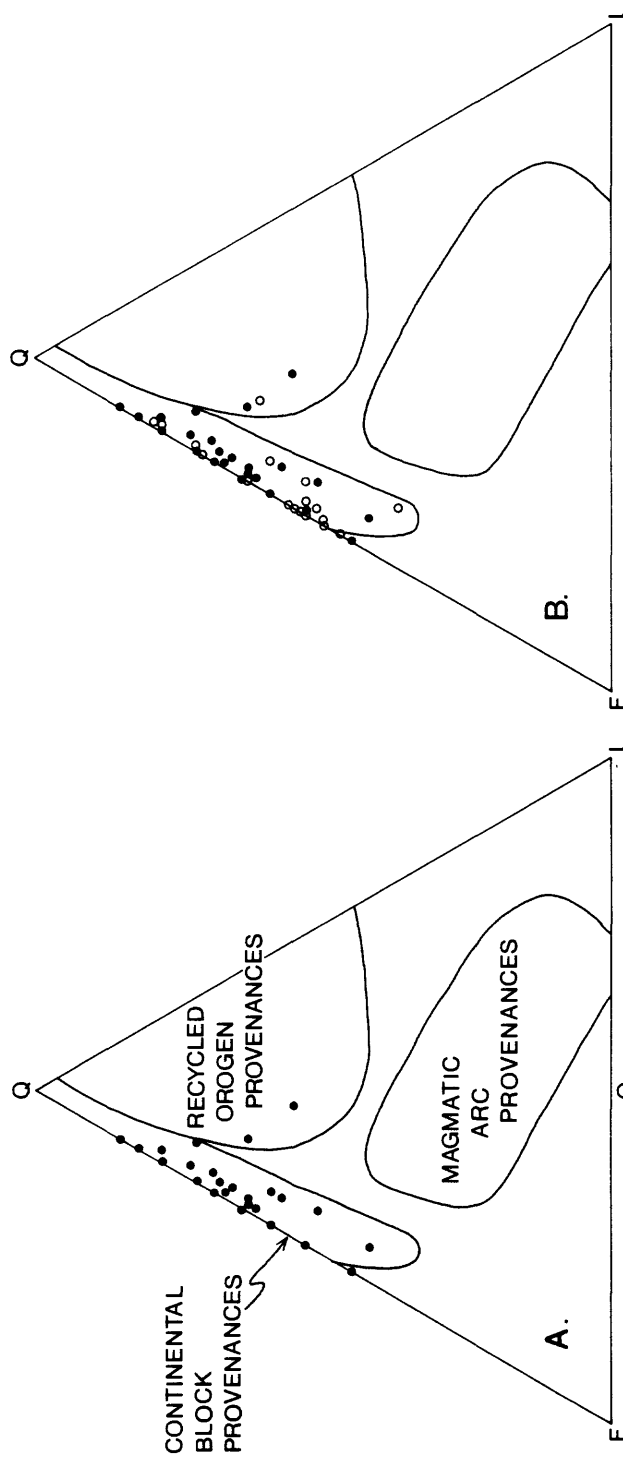 Q
CONTINENTAL
BLOCK
PROVENANCES
RECYCLED
OROGEN
PROVENANCES
MAGMATIC
ARC
PROVENANCES
A.
F
L
Q
B.
F
L